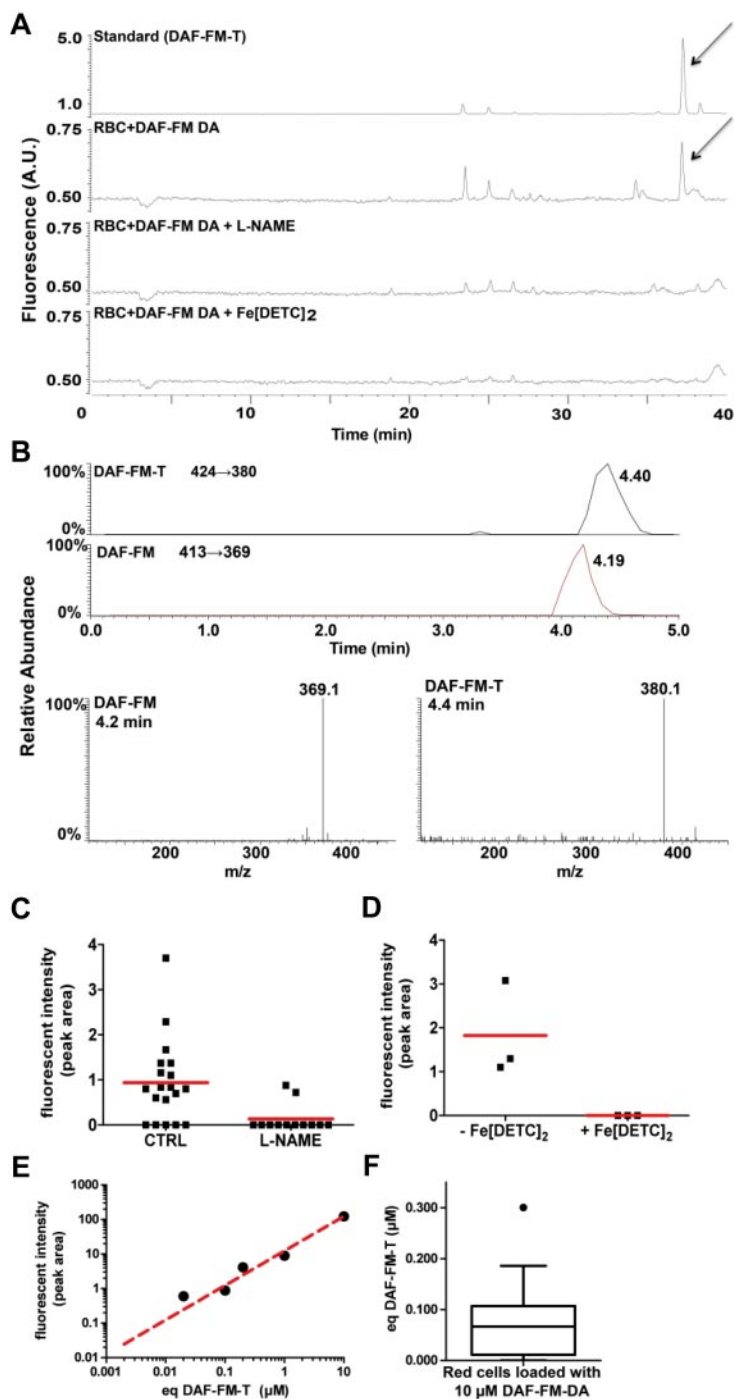 A
Standard (DAF-FM-T)
5.0
1.0
RBC+DAF-FM DA
0.75
0.50
RBC+DAF-FM DA + L-NAME
0.75
0.50
RBC+DAF-FM DA + Fe[DETC]2
0.75
0.50
Fluorescence (A.U.)
0 10 20 30 40
Time (min)
B
100% DAF-FM-T 424→380
4.40
0%
100% DAF-FM 413→369
4.19
0%
0.0 1.0 2.0 3.0 4.0 5.0
Time (min)
Relative Abundance
100% DAF-FM
4.2 min
369.1
0%
200 300 400
m/z
DAF-FM-T
4.4 min
380.1
200 300 400
m/z
C
fluorescent intensity
(peak area)
4
3
2
1
0
CTRL L-NAME
D
fluorescent intensity
(peak area)
4
3
2
1
0
- Fe[DETC]2 + Fe[DETC]2
E
fluorescent intensity
(peak area)
1000
100
10
1
0.1
0.01
0.001 0.01 0.1 1 10
eq DAF-FM-T (µM)
F
eq DAF-FM-T (µM)
0.300
0.200
0.100
0.000
Red cells loaded with
10 µM DAF-FM-DA